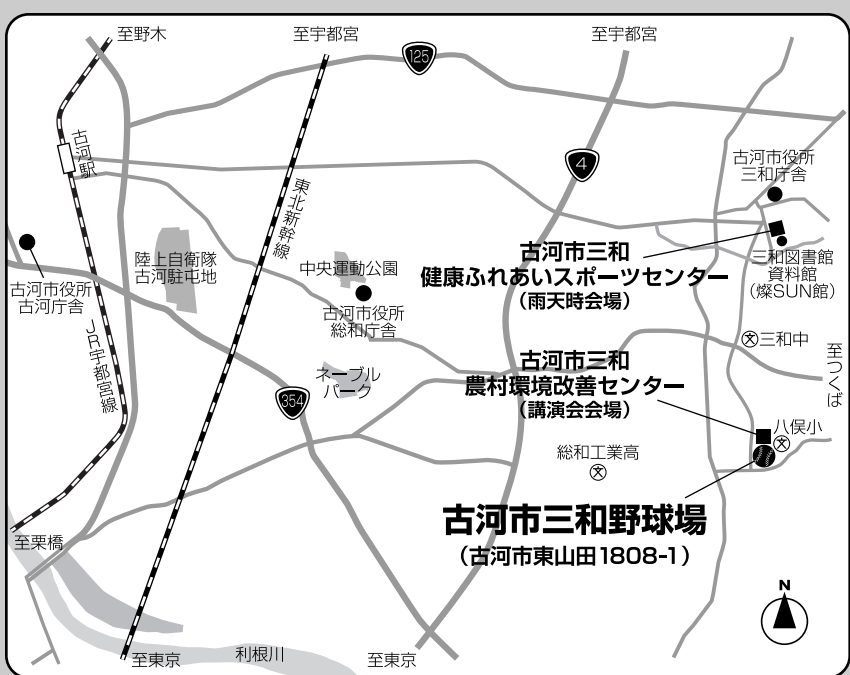 至野木
至宇都宮
125
至宇都宮
4
古河駅
東北新幹線
古河市役所
三和庁舎
陸上自衛隊
古河駐屯地
中央運動公園
古河市三和
健康ふれあいスポーツセンター
（雨天時会場）
三和図書館
資料館
（燦SUN館）
古河市役所
古河庁舎
古河市役所
総和庁舎
JR宇都宮線
文三和中
至つくば
古河市三和
農村環境改善センター
（講演会会場）
ネーブル
パーク
354
八俣小
文
総和工業高
文
古河市三和野球場
（古河市東山田1808-1）
至栗橋
N
至東京
利根川
至東京